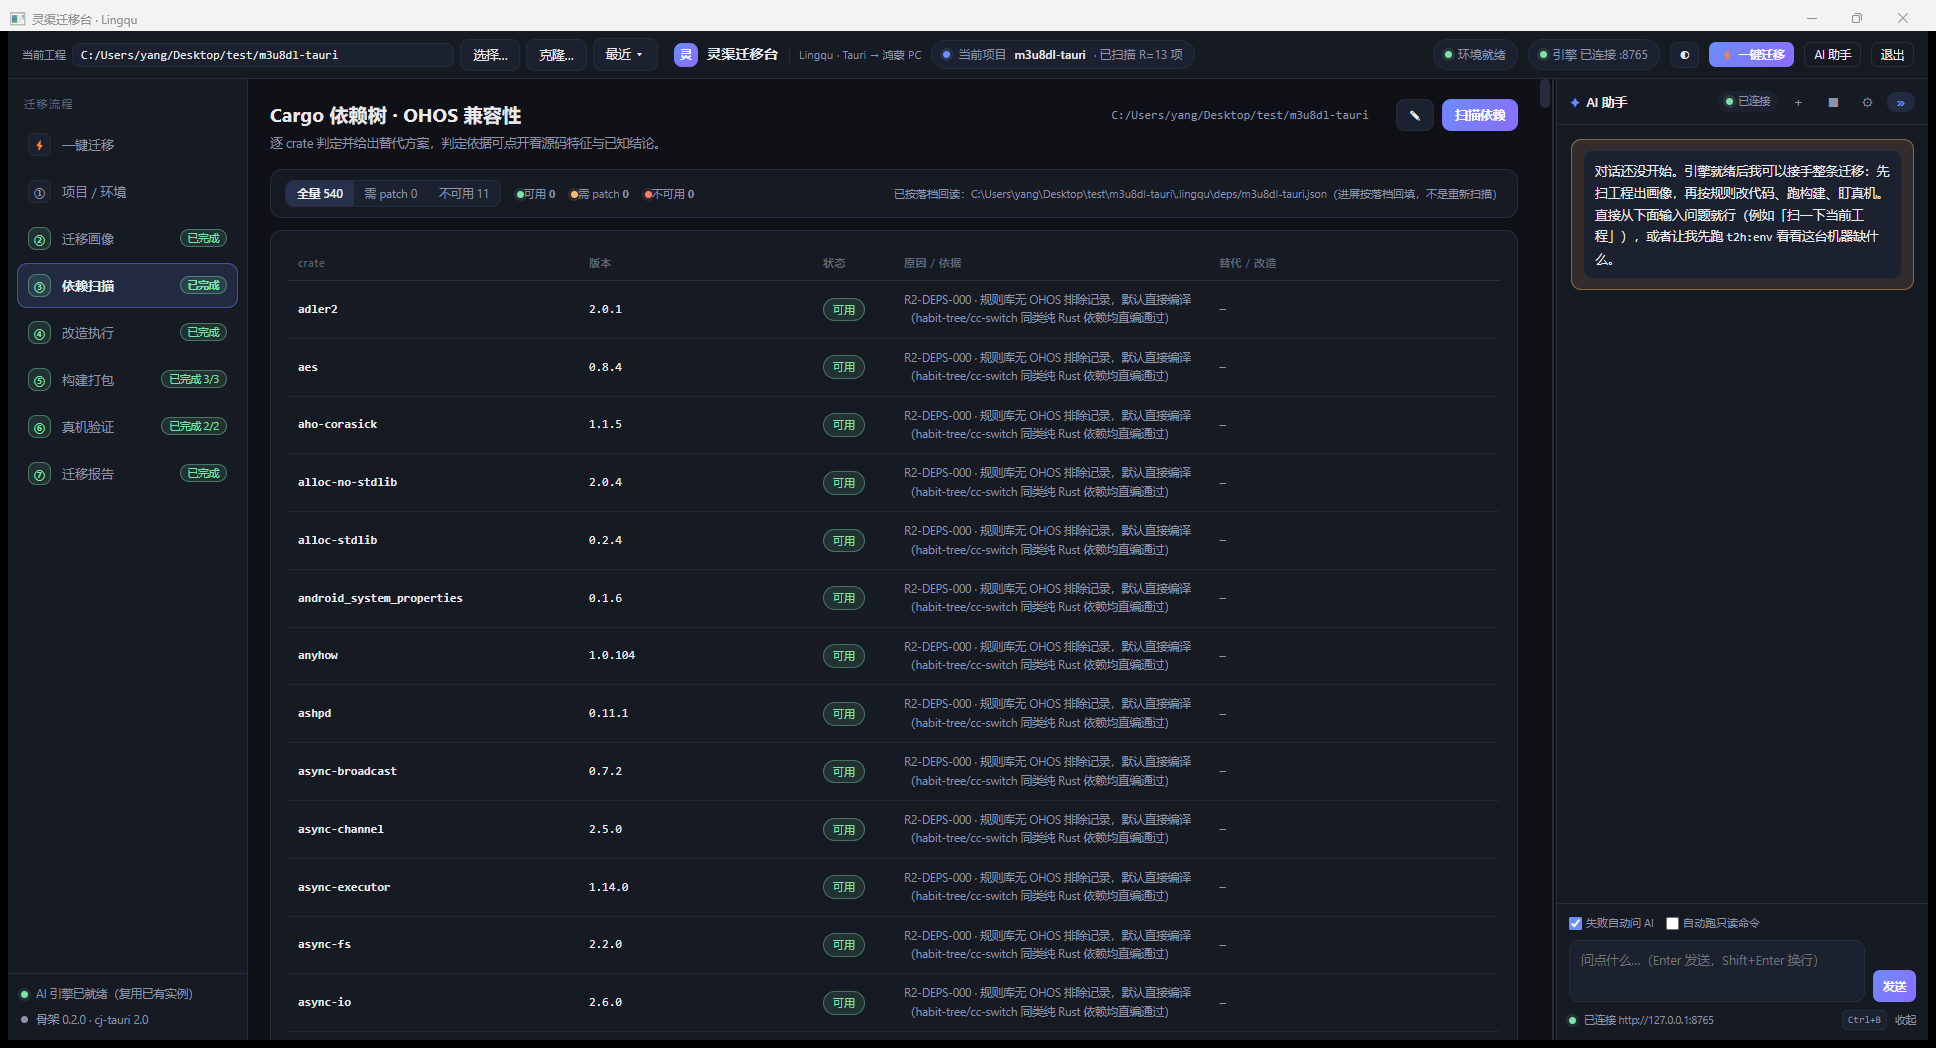 灵渠迁移台 · Lingqu
当前工程 C:/Users/yang/Desktop/test/m3u8dl-tauri 选择... 克隆... 最近 灵 灵渠迁移台 Lingqu · Tauri → 鸿蒙 PC 当前项目 m3u8dl-tauri · 已扫描 R=13 项 环境就绪 引擎 已连接 :8765 一键迁移 AI 助手 退出
迁移流程
一键迁移
① 项目 / 环境
② 迁移画像 已完成
③ 依赖扫描 已完成
④ 改造执行 已完成
⑤ 构建打包 已完成 3/3
⑥ 真机验证 已完成 2/2
⑦ 迁移报告 已完成
AI 引擎已就绪（复用已有实例）
骨架 0.2.0 · cj-tauri 2.0
Cargo 依赖树 · OHOS 兼容性
C:/Users/yang/Desktop/test/m3u8dl-tauri 扫描依赖
逐 crate 判定并给出替代方案，判定依据可点开看源码特征与已知结论。
全量 540 需 patch 0 不可用 11 可用 0 需 patch 0 不可用 0 已按落档回读：C:\Users\yang\Desktop\test\m3u8dl-tauri\.lingqu\deps/m3u8dl-tauri.json（进屏按落档回填，不是重新扫描）
crate 版本 状态 原因 / 依据 替代 / 改造
adler2 2.0.1 可用 R2-DEPS-000 · 规则库无 OHOS 排除记录，默认直接编译 —
（habit-tree/cc-switch 同类纯 Rust 依赖均直编通过）
aes 0.8.4 可用 R2-DEPS-000 · 规则库无 OHOS 排除记录，默认直接编译 —
（habit-tree/cc-switch 同类纯 Rust 依赖均直编通过）
aho-corasick 1.1.5 可用 R2-DEPS-000 · 规则库无 OHOS 排除记录，默认直接编译 —
（habit-tree/cc-switch 同类纯 Rust 依赖均直编通过）
alloc-no-stdlib 2.0.4 可用 R2-DEPS-000 · 规则库无 OHOS 排除记录，默认直接编译 —
（habit-tree/cc-switch 同类纯 Rust 依赖均直编通过）
alloc-stdlib 0.2.4 可用 R2-DEPS-000 · 规则库无 OHOS 排除记录，默认直接编译 —
（habit-tree/cc-switch 同类纯 Rust 依赖均直编通过）
android_system_properties 0.1.6 可用 R2-DEPS-000 · 规则库无 OHOS 排除记录，默认直接编译 —
（habit-tree/cc-switch 同类纯 Rust 依赖均直编通过）
anyhow 1.0.104 可用 R2-DEPS-000 · 规则库无 OHOS 排除记录，默认直接编译 —
（habit-tree/cc-switch 同类纯 Rust 依赖均直编通过）
ashpd 0.11.1 可用 R2-DEPS-000 · 规则库无 OHOS 排除记录，默认直接编译 —
（habit-tree/cc-switch 同类纯 Rust 依赖均直编通过）
async-broadcast 0.7.2 可用 R2-DEPS-000 · 规则库无 OHOS 排除记录，默认直接编译 —
（habit-tree/cc-switch 同类纯 Rust 依赖均直编通过）
async-channel 2.5.0 可用 R2-DEPS-000 · 规则库无 OHOS 排除记录，默认直接编译 —
（habit-tree/cc-switch 同类纯 Rust 依赖均直编通过）
async-executor 1.14.0 可用 R2-DEPS-000 · 规则库无 OHOS 排除记录，默认直接编译 —
（habit-tree/cc-switch 同类纯 Rust 依赖均直编通过）
async-fs 2.2.0 可用 R2-DEPS-000 · 规则库无 OHOS 排除记录，默认直接编译 —
（habit-tree/cc-switch 同类纯 Rust 依赖均直编通过）
async-io 2.6.0 可用 R2-DEPS-000 · 规则库无 OHOS 排除记录，默认直接编译 —
（habit-tree/cc-switch 同类纯 Rust 依赖均直编通过）
AI 助手 已连接 + »
对话还没开始。引擎就绪后我可以接手整条迁移：先
扫工程出画像，再按规则改代码、跑构建、盯真机。
直接从下面输入问题就行（例如「扫一下当前工
程」），或者让我先跑 t2h:env 看看这台机器缺什
么。
失败自动问 AI 自动跑只读命令
问点什么...（Enter 发送，Shift+Enter 换行）
发送
已连接 http://127.0.0.1:8765 Ctrl+B 收起